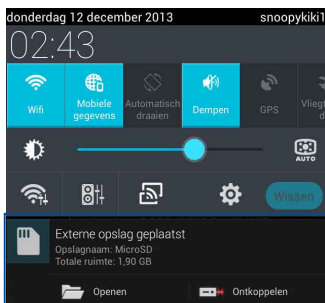 donderdag 12 december 2013 snoopykiki1
02:43
Wifi
Mobiele gegevens
Automatisch draaien
Dempen
GPS
AUTO
Wissen
Externe opslag geplaatst
Opslagnaam: MicroSD
Totale ruimte: 1,90 GB
Openen
Ontkoppelen